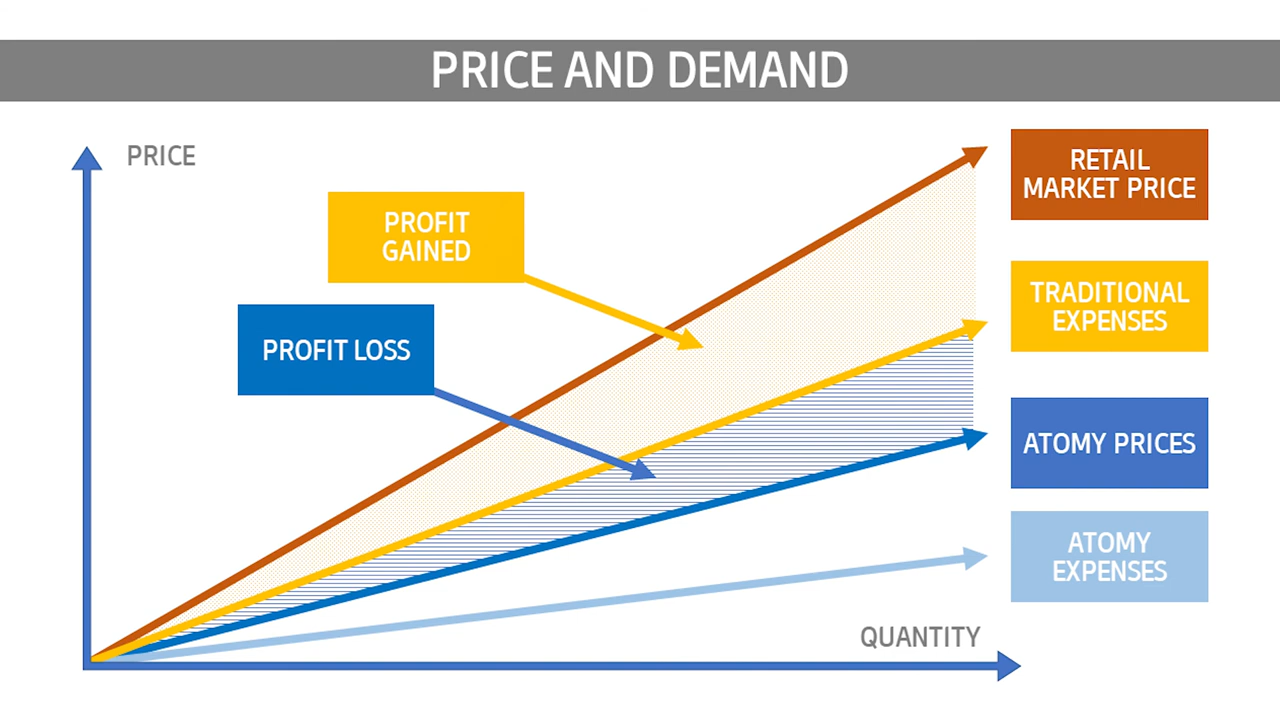 PRICE AND DEMAND
PRICE
RETAIL
MARKET PRICE
PROFIT
GAINED
TRADITIONAL
EXPENSES
PROFIT LOSS
ATOMY PRICES
ATOMY
EXPENSES
QUANTITY